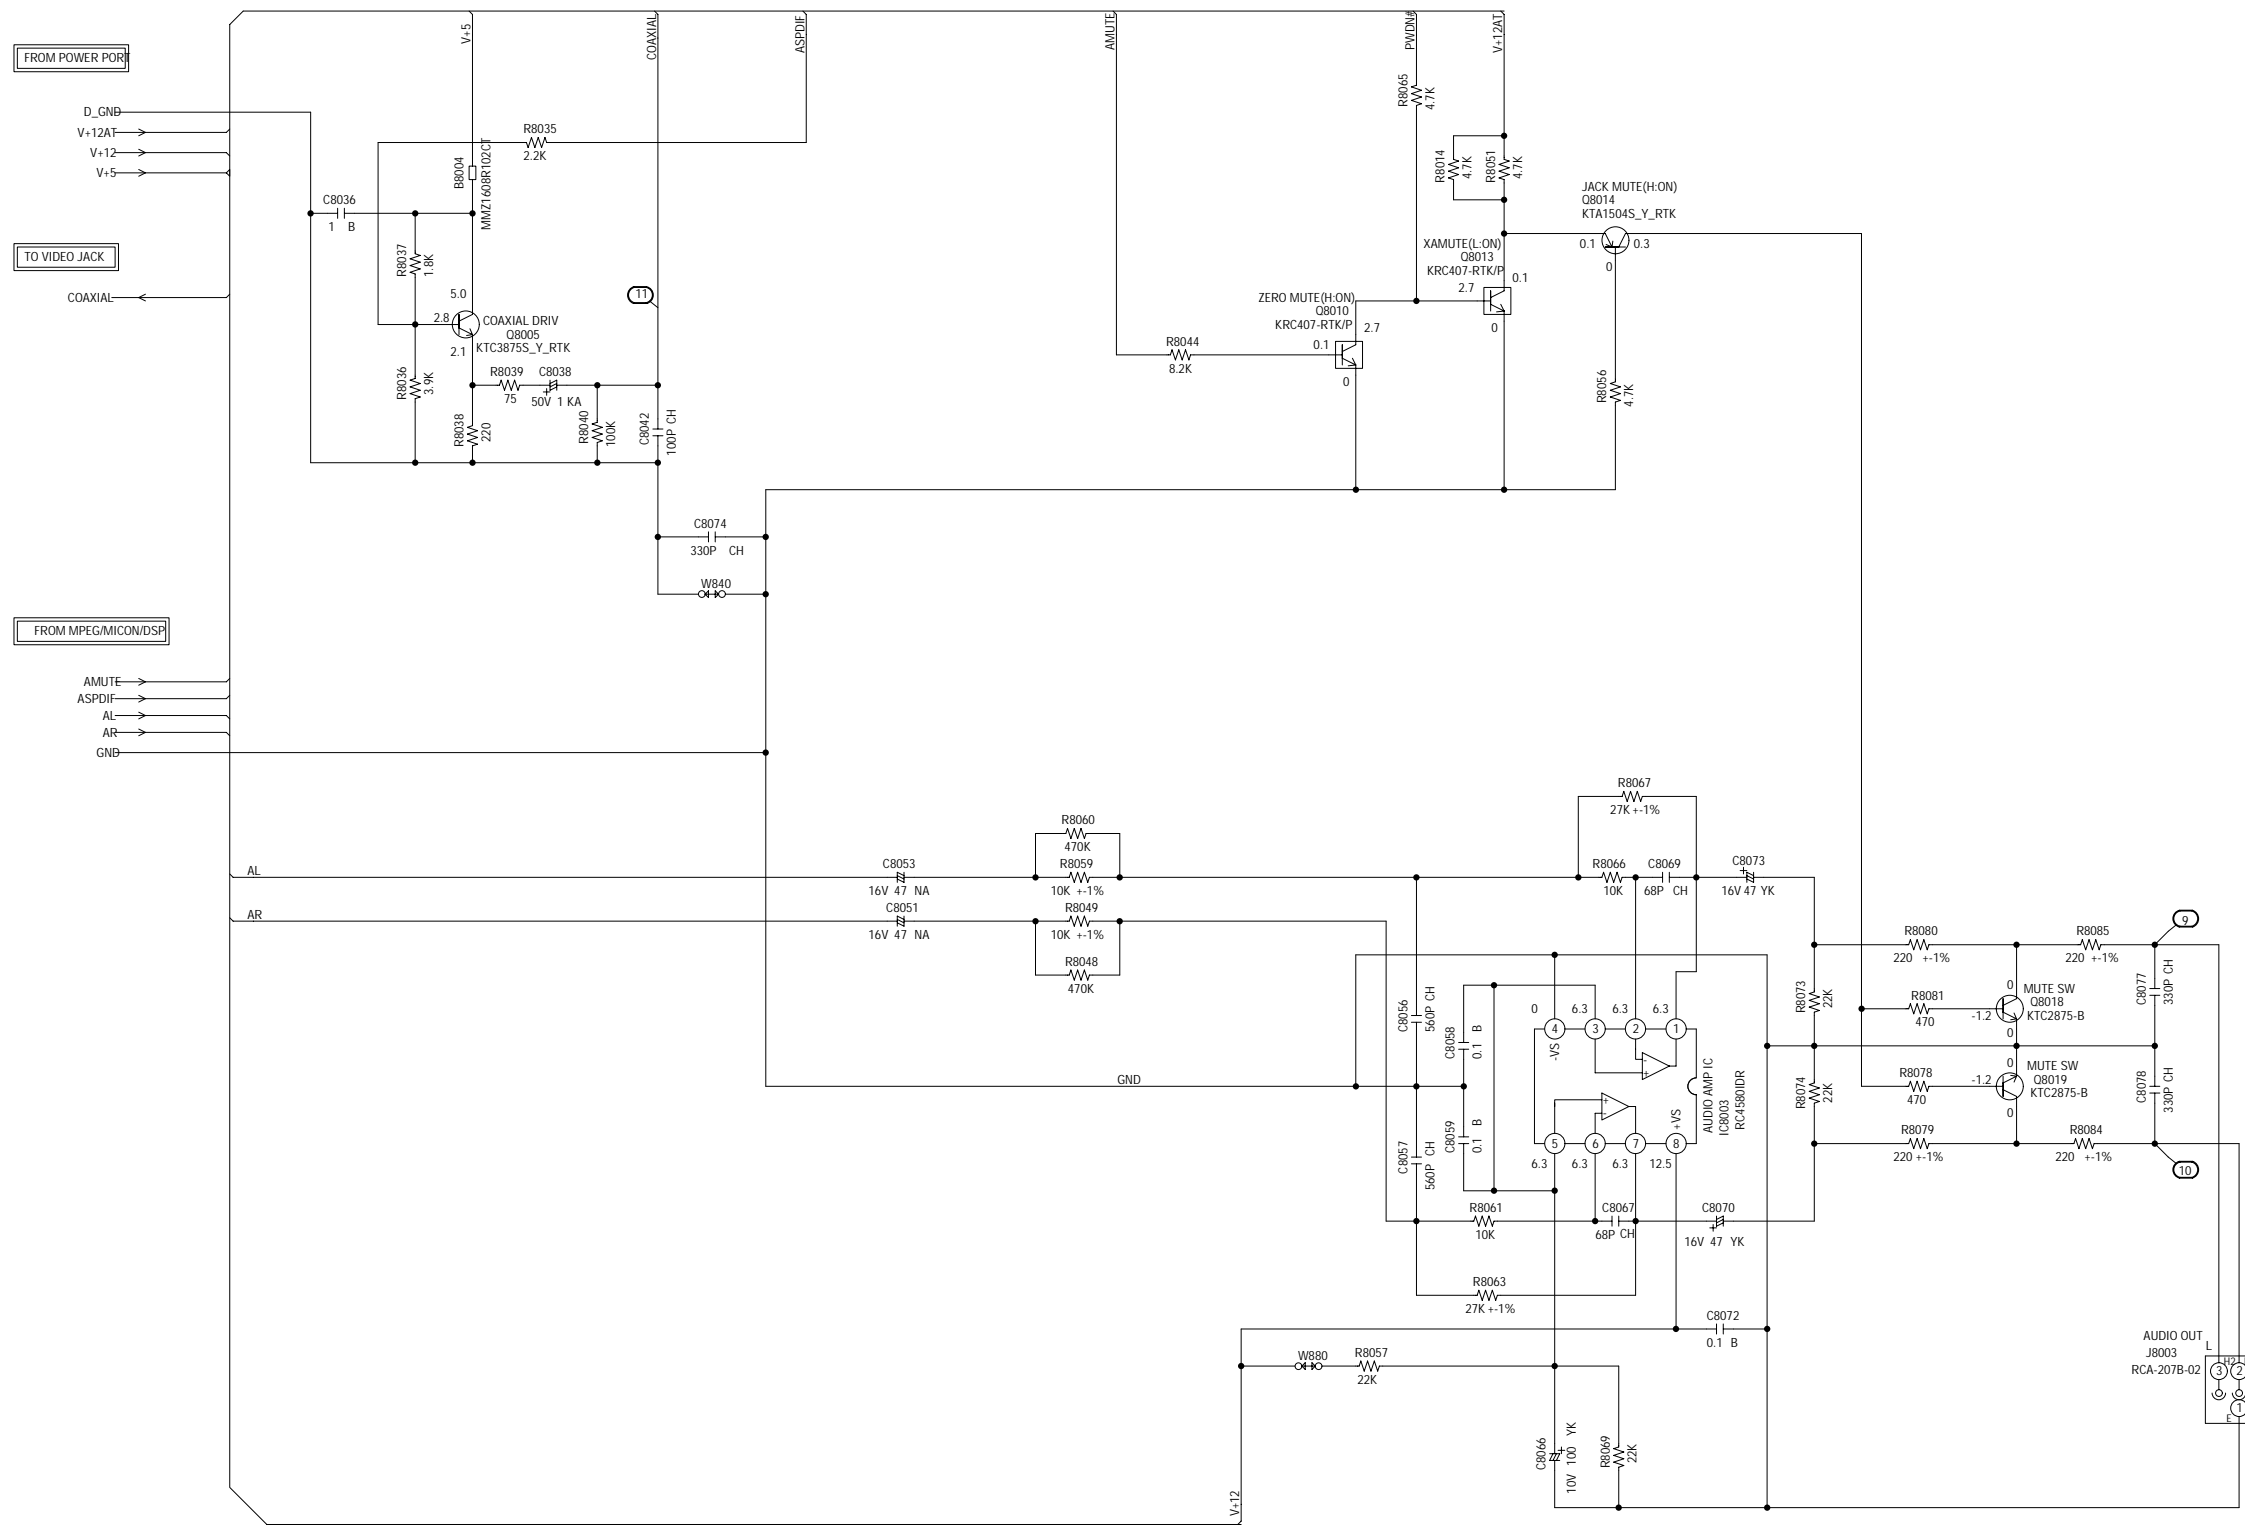 V+5
COAXIAL
ASPDIF
AMUTE
PWDN#
V+12AT
FROM POWER PORT
D_GND
V+12AT
V+12
V+5
R8035
2.2K
B8004
MMZ1608R102CT
R8065
4.7K
R8014
4.7K
R8051
4.7K
C8036
1 B
JACK MUTE(H:ON)
Q8014
KTA1504S_Y_RTK
0.1
0.3
0
TO VIDEO JACK
COAXIAL
R8037
1.8K
5.0
2.8
2.1
COAXIAL DRIV
Q8005
KTC3875S_Y_RTK
11
XAMUTE(L:ON)
Q8013
KRC407-RTK/P
0.1
2.7
0
ZERO MUTE(H:ON)
Q8010
KRC407-RTK/P
2.7
0.1
0
R8044
8.2K
R8056
4.7K
R8036
3.9K
R8039
75
C8038
+
50V 1 KA
R8038
220
R8040
100K
C8042
100P CH
C8074
330P CH
W840
FROM MPEG/MICON/DSP
AMUTE
ASPDIF
AL
AR
GND
R8067
27K +-1%
R8060
470K
AL
C8053
16V 47 NA
R8059
10K +-1%
R8066
10K
C8069
68P CH
C8073
+
16V 47 YK
AR
C8051
16V 47 NA
R8049
10K +-1%
R8048
470K
9
R8080
220 +-1%
R8085
220 +-1%
C8056
560P CH
C8058
0.1 B
0
6.3
6.3
6.3
4
3
2
1
-VS
-
+
R8073
22K
R8081
470
-1.2
0
0
MUTE SW
Q8018
KTC2875-B
C8077
330P CH
GND
AUDIO AMP IC
IC8003
RC4580IDR
R8074
22K
R8078
470
-1.2
0
0
MUTE SW
Q8019
KTC2875-B
C8078
330P CH
C8057
560P CH
C8059
0.1 B
+
-
+VS
5
6
7
8
6.3
6.3
6.3
12.5
R8079
220 +-1%
R8084
220 +-1%
10
R8061
10K
C8067
68P CH
C8070
+
16V 47 YK
R8063
27K +-1%
C8072
0.1 B
W880
R8057
22K
AUDIO OUT
J8003
RCA-207B-02
L
H2
3
2
1
E
C8066
+
10V 100 YK
R8069
22K
V+12